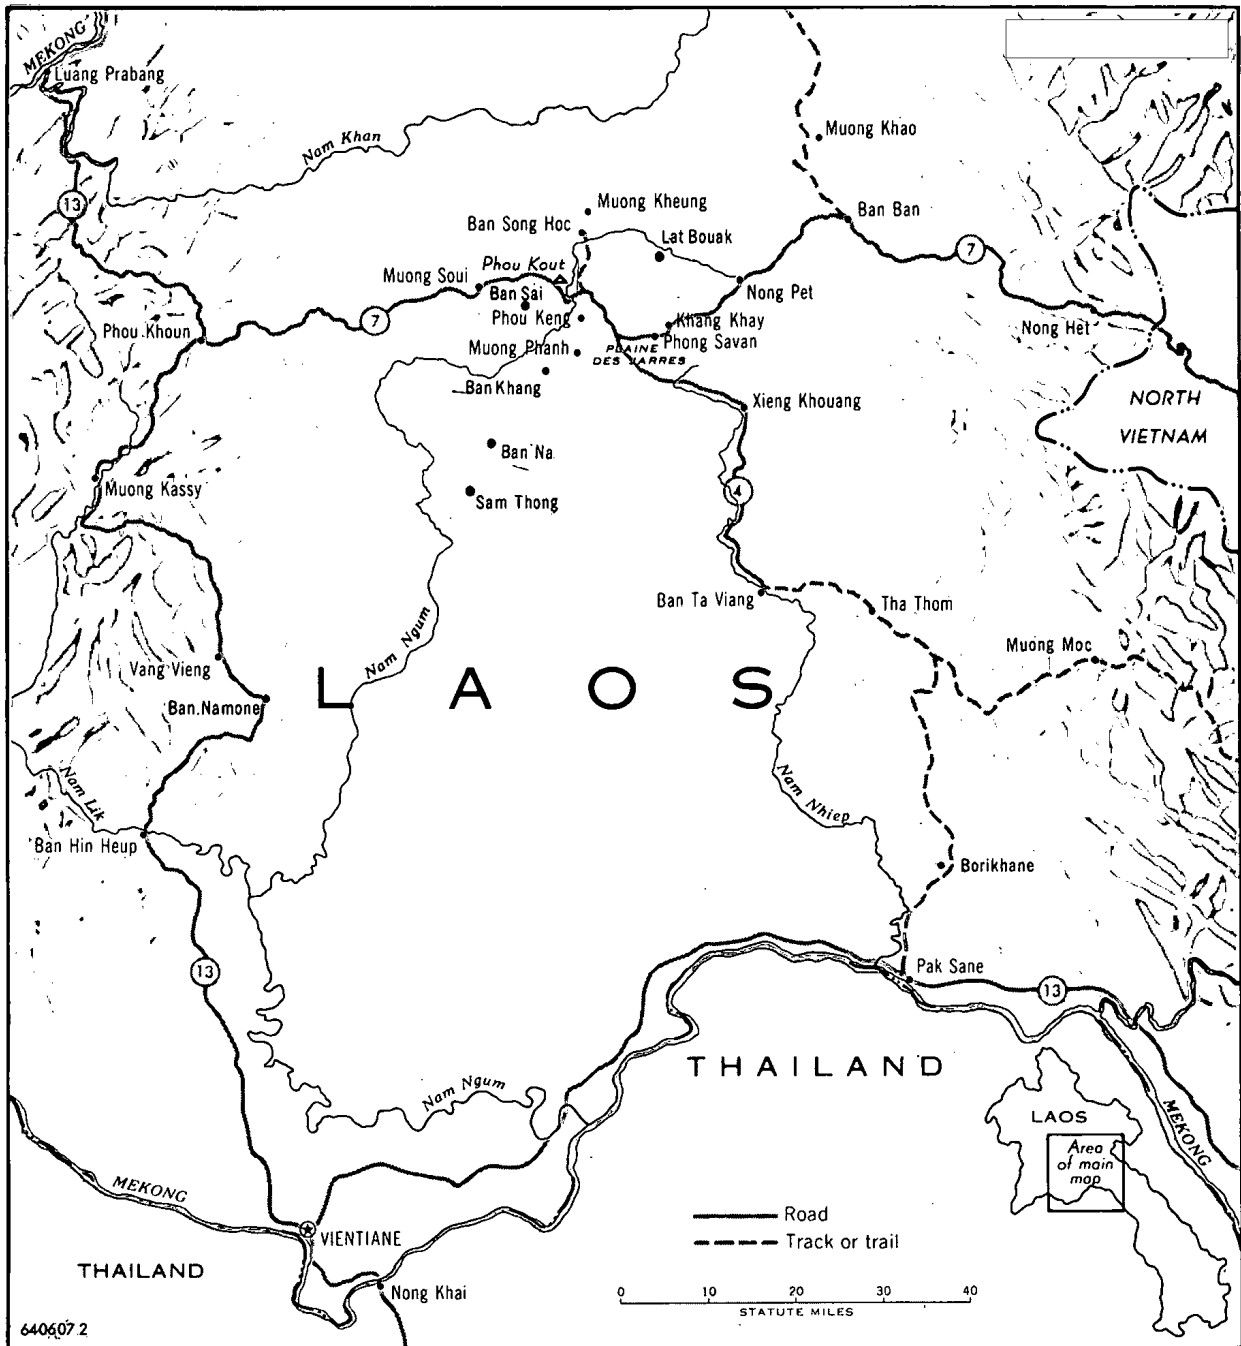 MEKONG
Luang Prabang
Nam Khan
Muong Khao
13
Muong Kheung
Ban Song Hoc
Ban Ban
Lat Bouak
7
Phou Kout
Muong Soui
Ban Sai
Nong Pet
Phou Keng
Khang Khay
Nong Het
Phou Khoun
7
Phong Savan
PLAINE
DES JARRES
Muong Phanh
Ban Khang
Xieng Khouang
NORTH
VIETNAM
Ban Na
Muong Kassy
Sam Thong
4
Ban Ta Viang
Tha Thom
Nam Ngum
Muong Moc
Vang Vieng
LAOS
Ban Namone
Nam Lik
Nam Nhiep
Ban Hin Heup
Borikhane
13
Pak Sane
13
THAILAND
Nam Ngum
MEKONG
LAOS
Area
of main
map
MEKONG
Road
VIENTIANE
Track or trail
THAILAND
Nong Khai
0 10 20 30 40
STATUTE MILES
640607 2